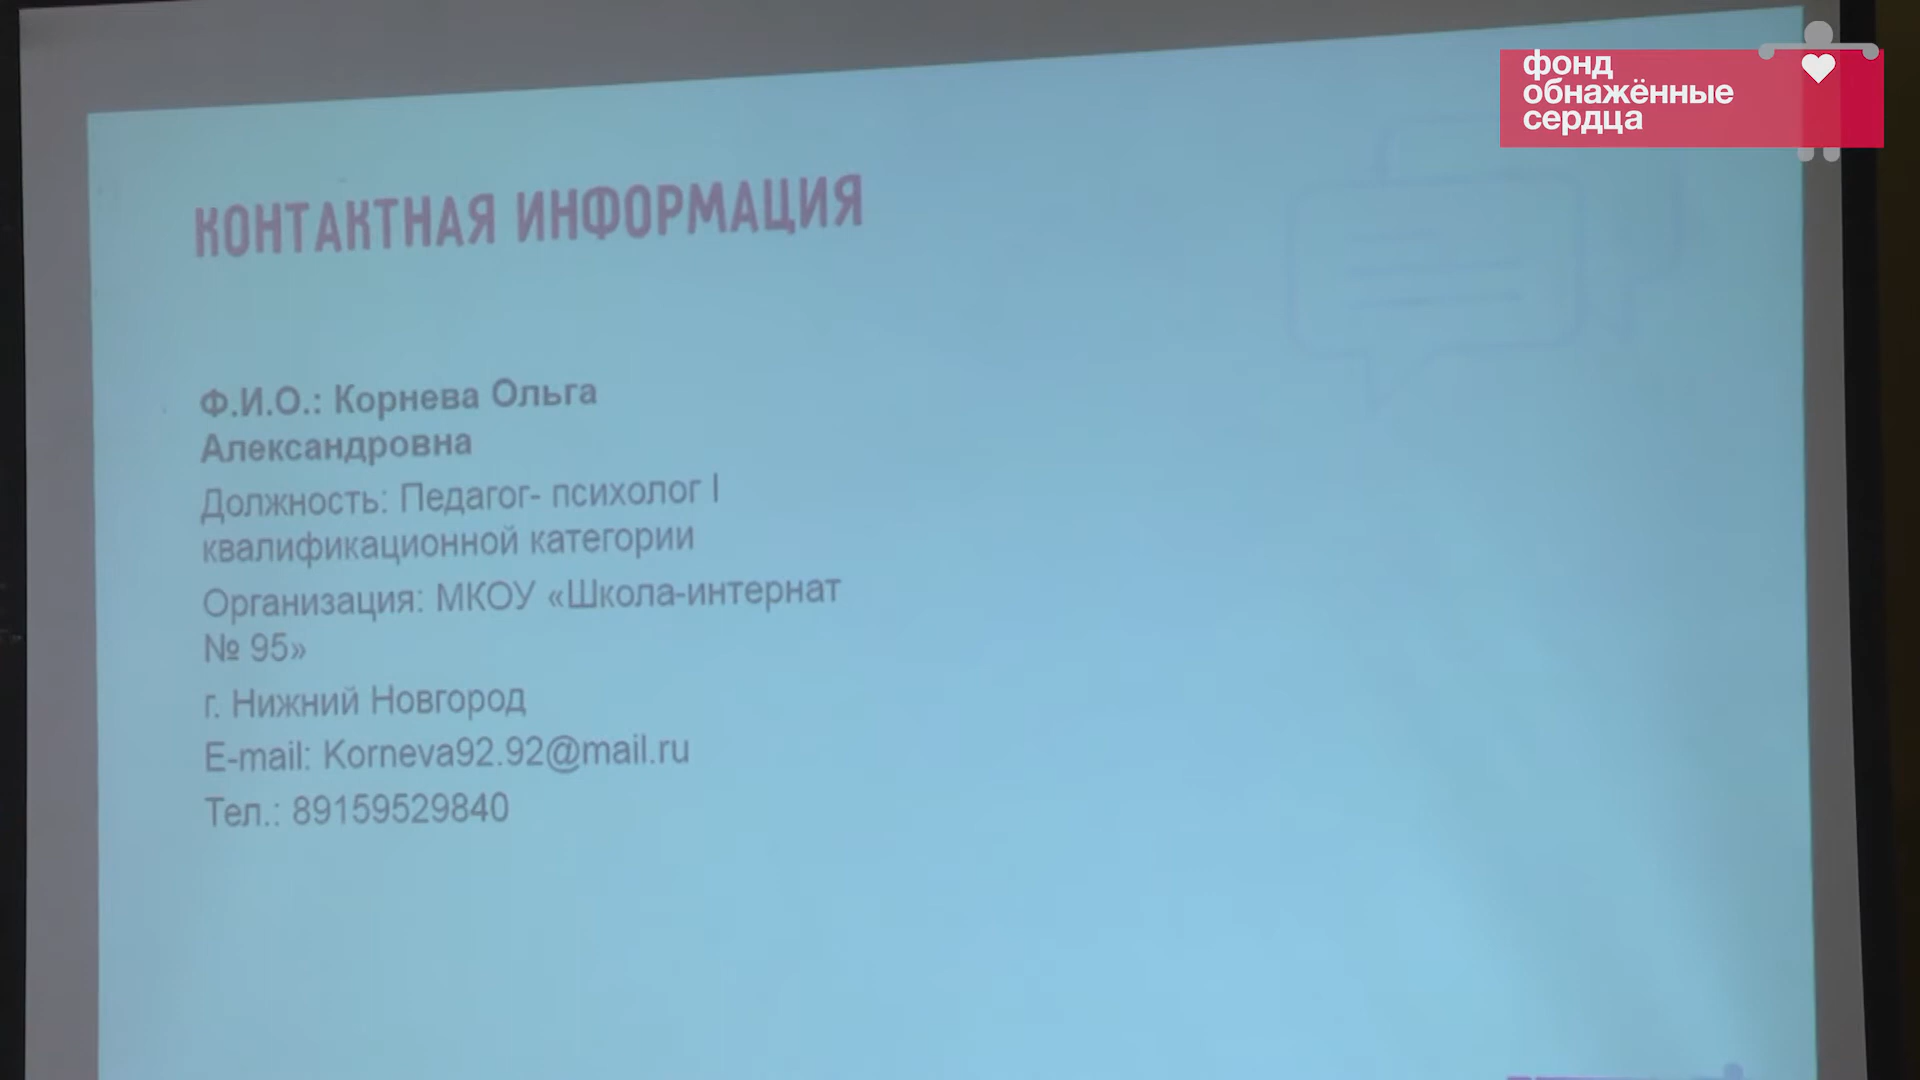 фонд
обнажённые
сердца
КОНТАКТНАЯ ИНФОРМАЦИЯ
Ф.И.О.: Корнева Ольга
Александровна
Должность: Педагог- психолог I
квалификационной категории
Организация: МКОУ «Школа-интернат
№ 95»
г. Нижний Новгород
E-mail: Korneva92.92@mail.ru
Тел.: 89159529840